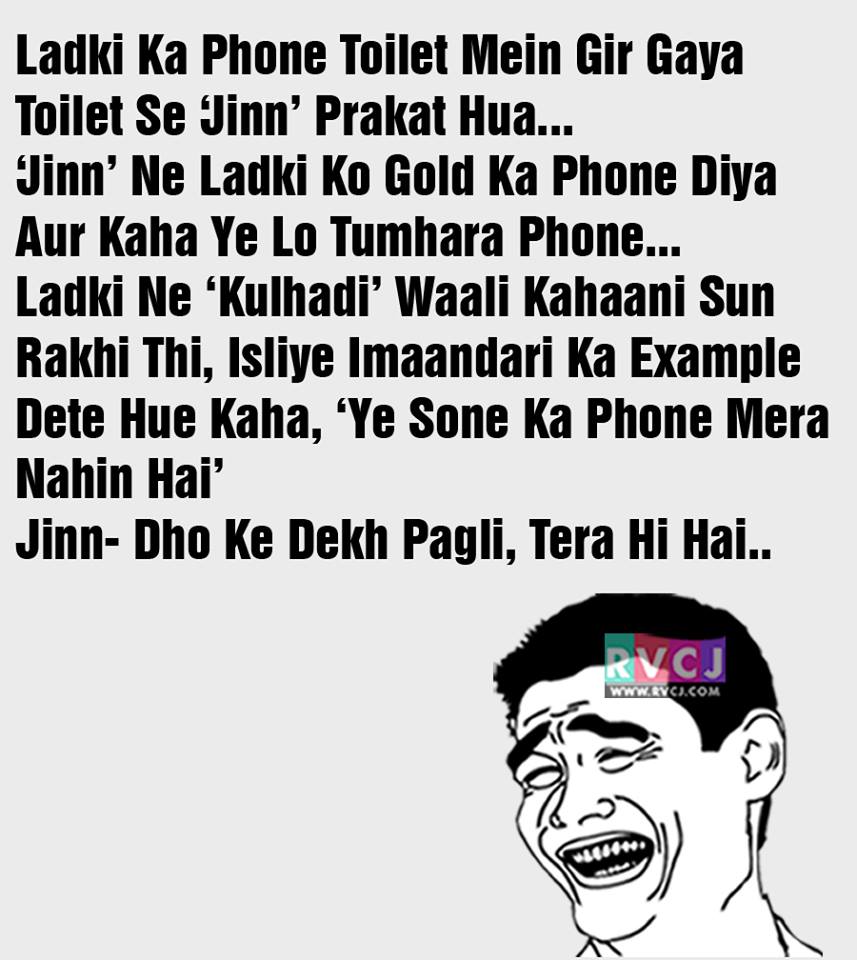 Ladki Ka Phone Toilet Mein Gir Gaya
Toilet Se ‘Jinn’ Prakat Hua...
‘Jinn’ Ne Ladki Ko Gold Ka Phone Diya
Aur Kaha Ye Lo Tumhara Phone...
Ladki Ne ‘Kulhadi’ Waali Kahaani Sun
Rakhi Thi, Isliye Imaandari Ka Example
Dete Hue Kaha, ‘Ye Sone Ka Phone Mera
Nahin Hai’
Jinn- Dho Ke Dekh Pagli, Tera Hi Hai..
RVCJ
WWW.RVCJ.COM